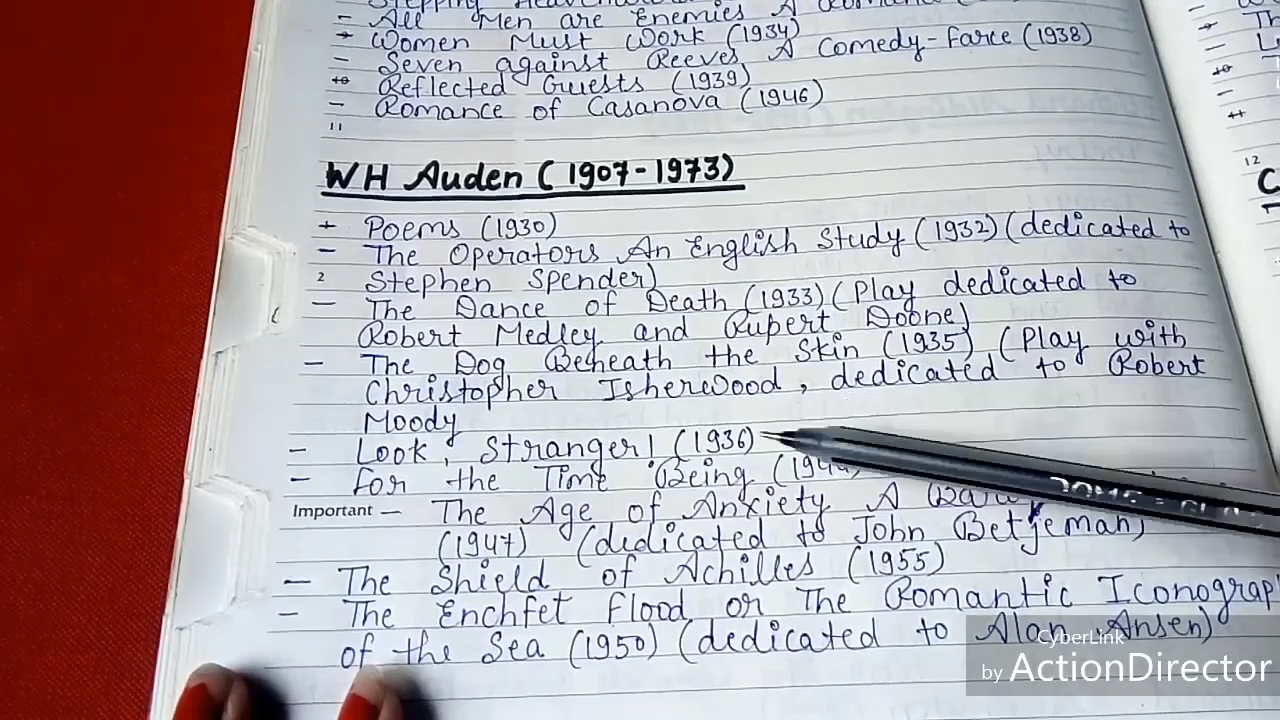 - All Men are Enemies A
+ Women Must Work (1934)
- Seven against Reeves A Comedy-Farce (1938)
Reflected Guests (1939)
- Romance of Casanova (1946)
11
WH Auden (1907-1973)
+ Poems (1930)
- The Operators An English Study (1932) (dedicated to
2 Stephen Spender)
- The Dance of Death (1933) (Play dedicated to
Robert Medley and Rupert Doone)
- The Dog Beneath the Skin (1935) (Play with
Christopher Isherwood, dedicated to Robert
Moody
- Look, Stranger! (1936)
- For the Time Being
Important - The Age of Anxiety A
(1947) (dedicated to John Betjeman)
- The Shield of Achilles (1955)
- The Enchfet Flood or The Romantic Iconograp
of the Sea (1950) (dedicated to Alan Ansen)
12
CyberLink
by ActionDirector